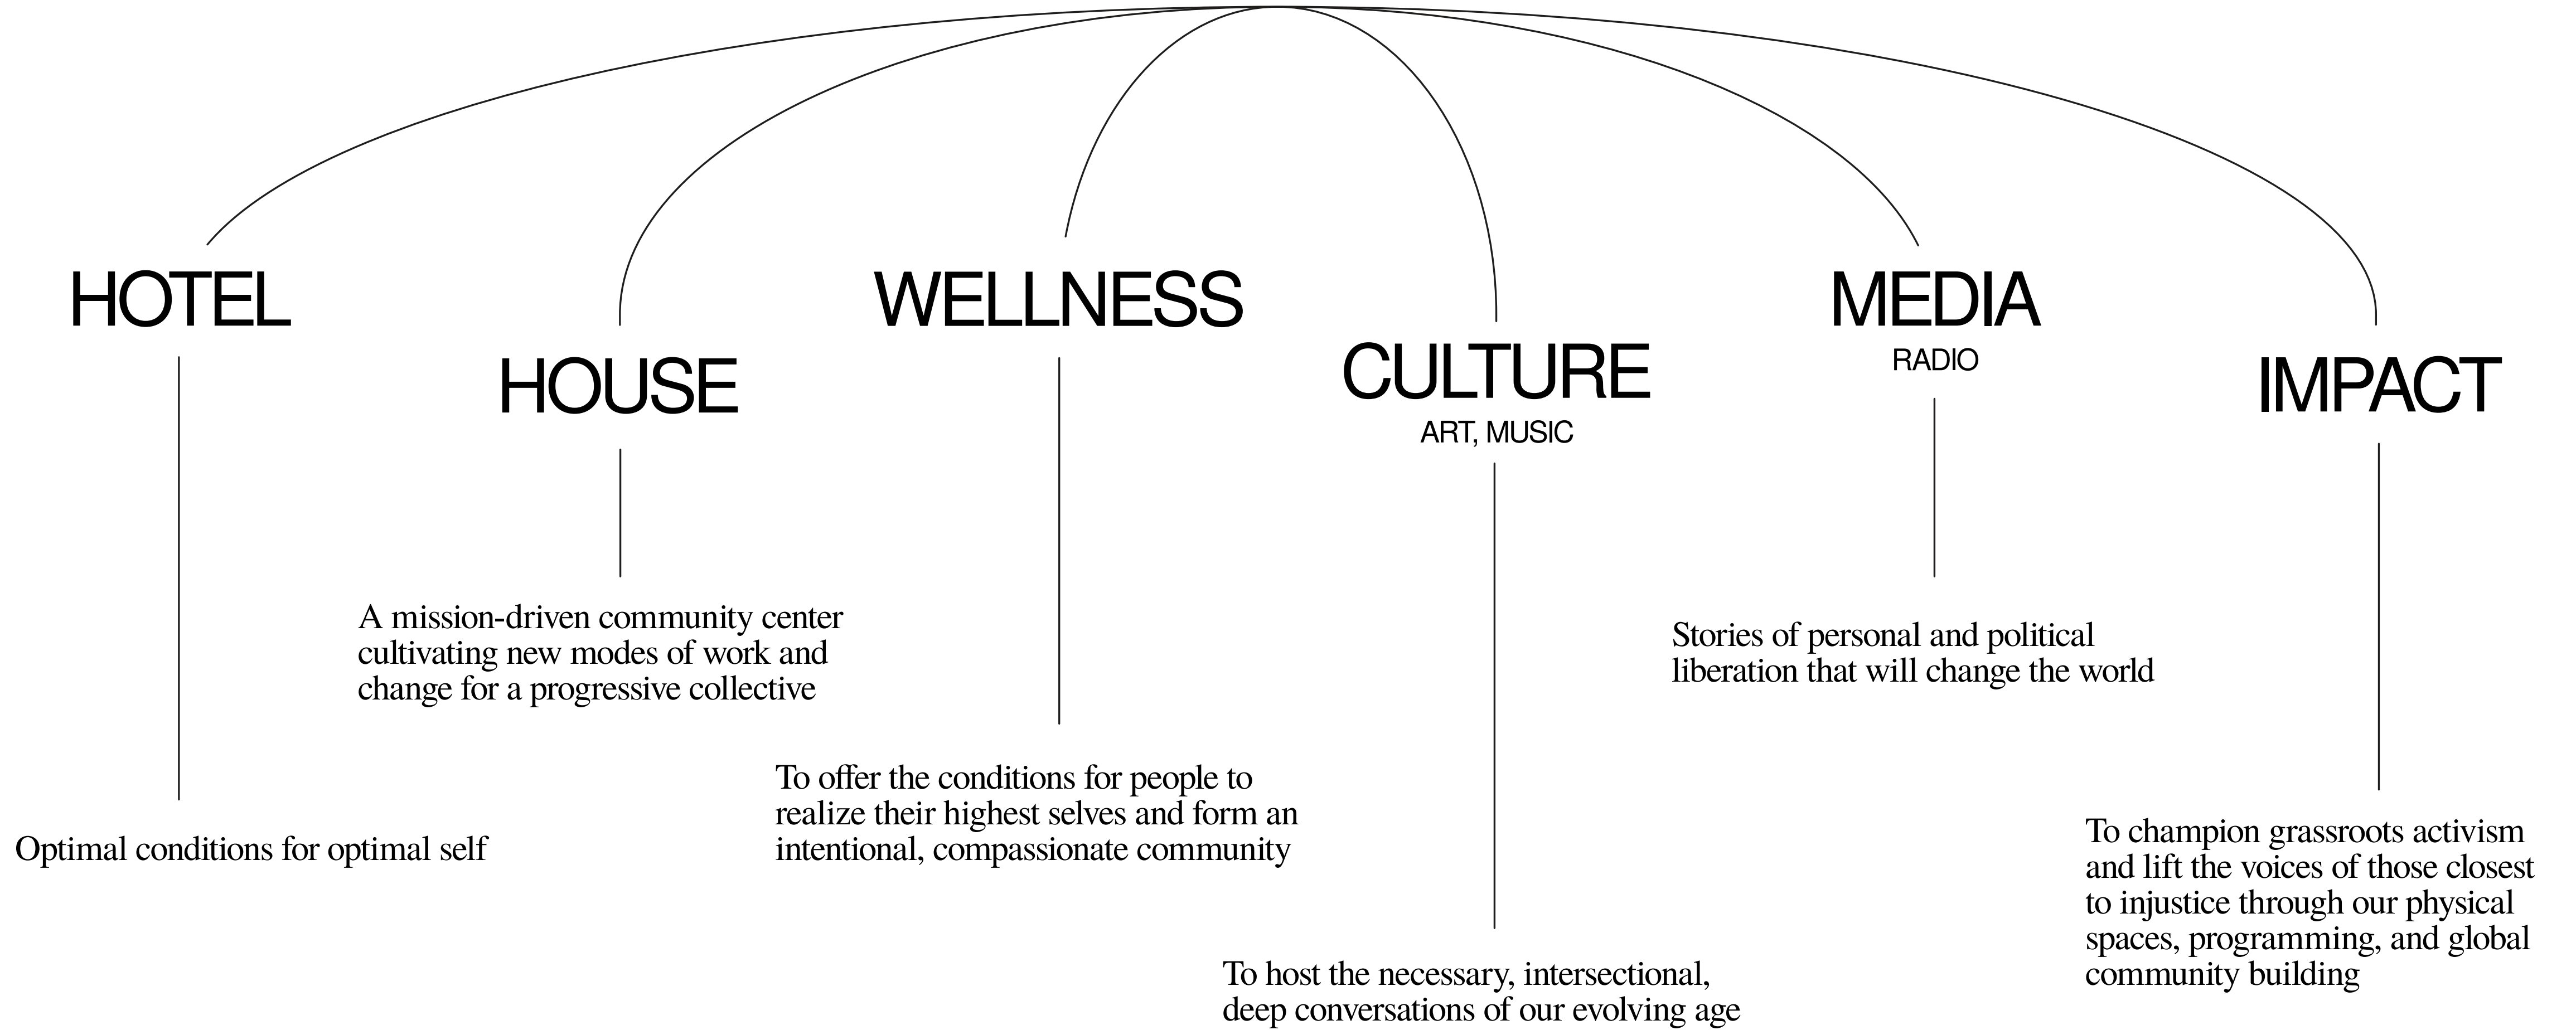 HOTEL
Optimal conditions for optimal self
HOUSE
A mission-driven community center
cultivating new modes of work and
change for a progressive collective
WELLNESS
To offer the conditions for people to
realize their highest selves and form an
intentional, compassionate community
CULTURE
ART, MUSIC
To host the necessary, intersectional,
deep conversations of our evolving age
MEDIA
RADIO
Stories of personal and political
liberation that will change the world
IMPACT
To champion grassroots activism
and lift the voices of those closest
to injustice through our physical
spaces, programming, and global
community building